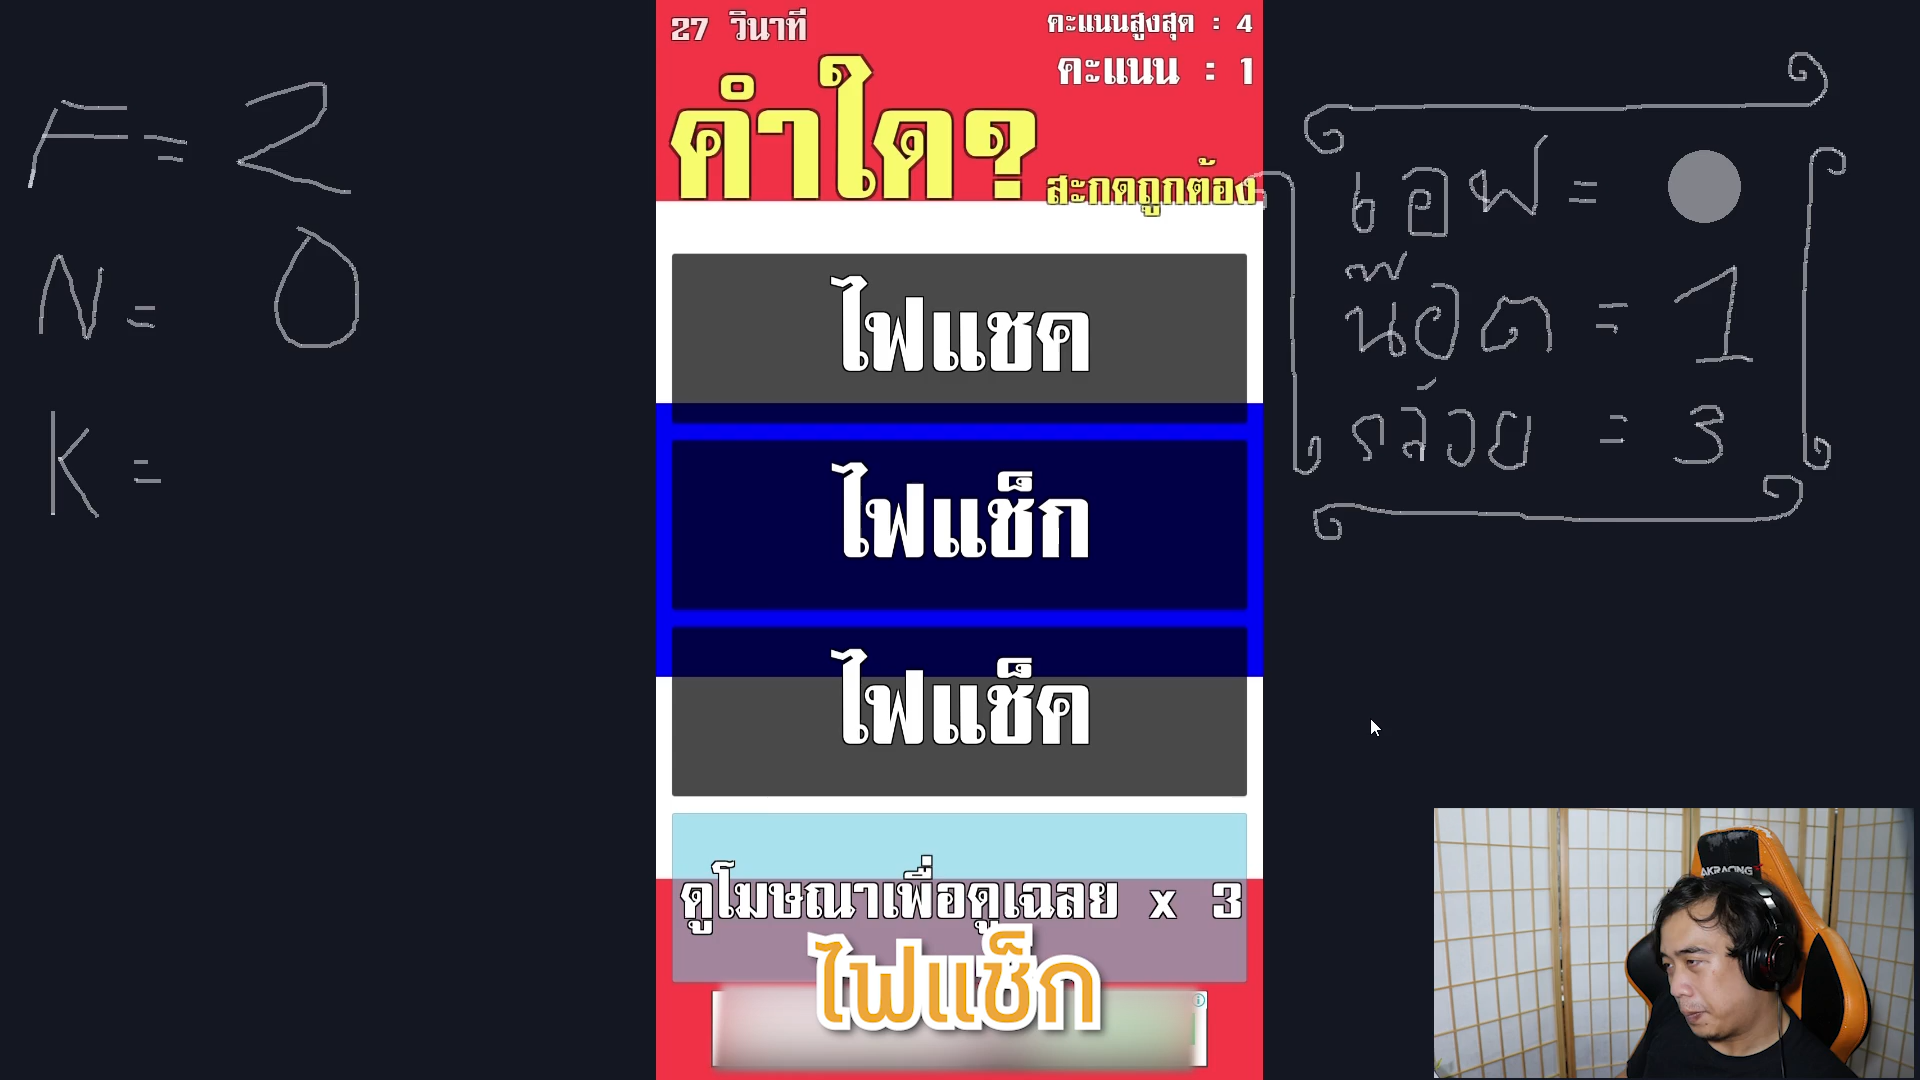 27 วินาที
คะแนนสูงสุด : 4
คะแนน : 1
คำใด?
สะกดถูกต้อง
F = 2
N = 0
K =
เอฟ =
น๊อต = 1
กล้วย = 3
ไฟแชค
ไฟแช็ก
ไฟแช็ค
ดูโฆษณาเพื่อดูเฉลย x 3
ไฟแช็ก
AKRACING